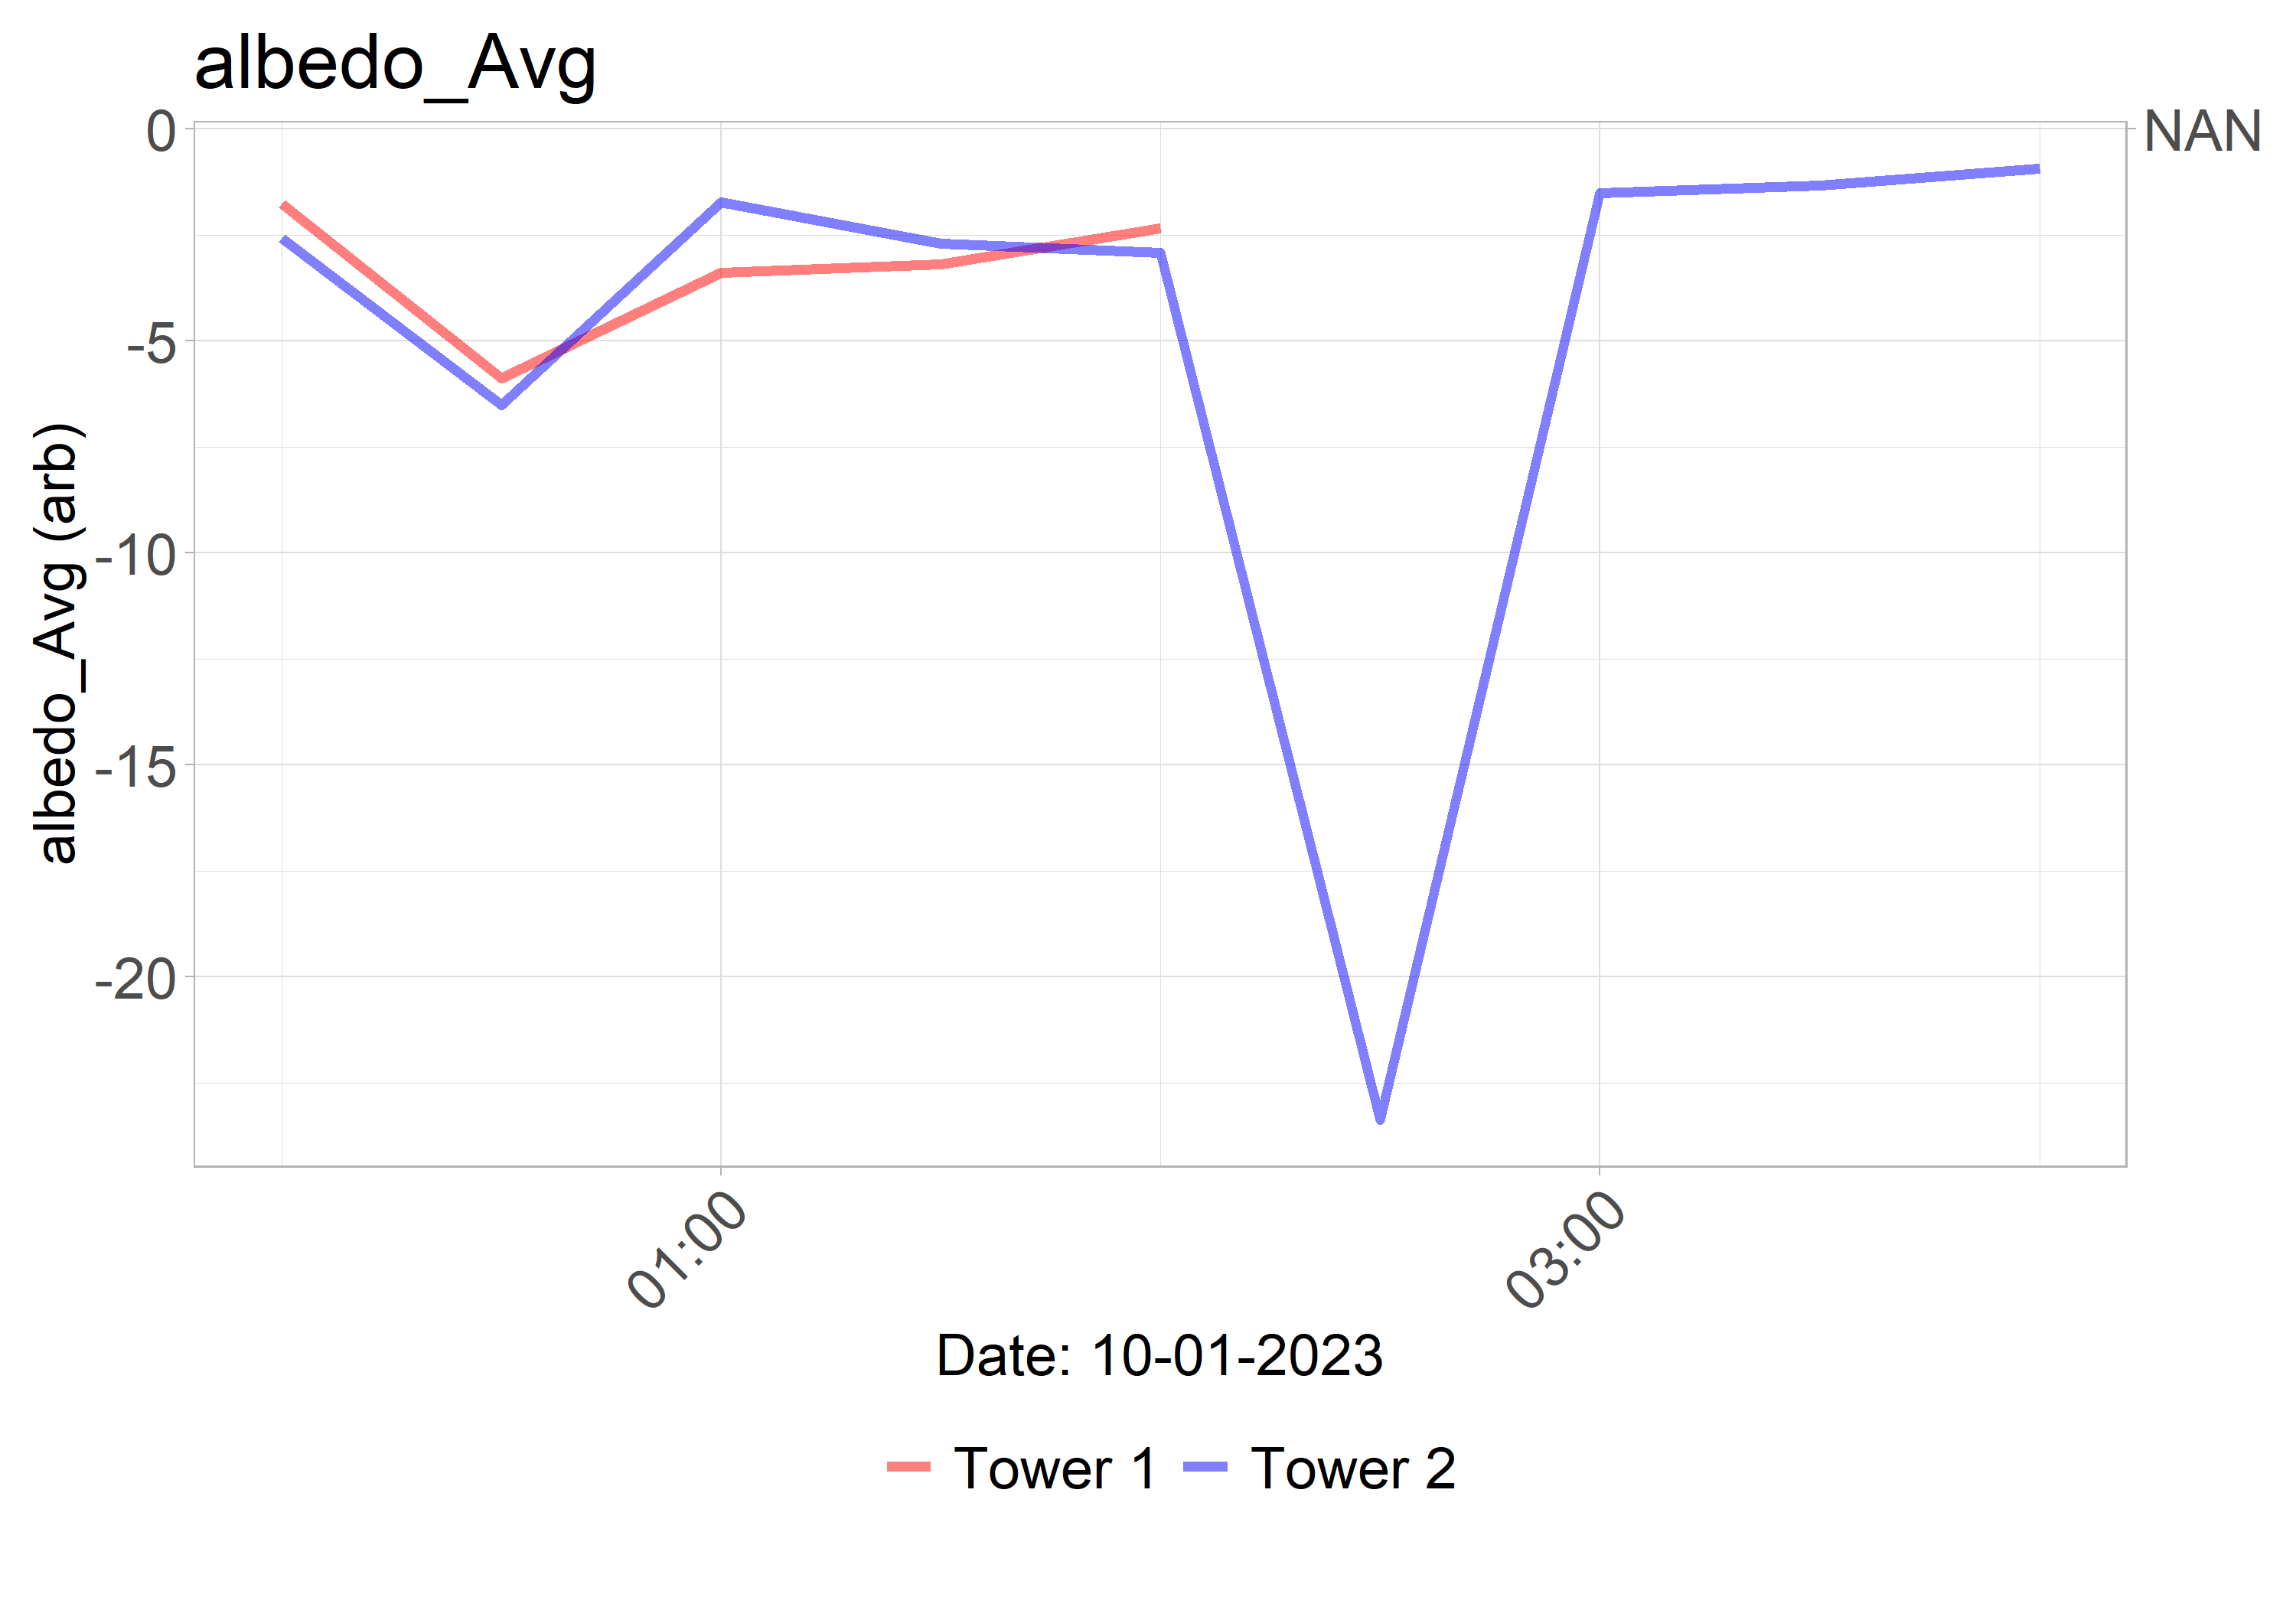 albedo_Avg
0
NAN
-5
-10
-15
-20
albedo_Avg (arb)
01:00
03:00
Date: 10-01-2023
Tower 1
Tower 2